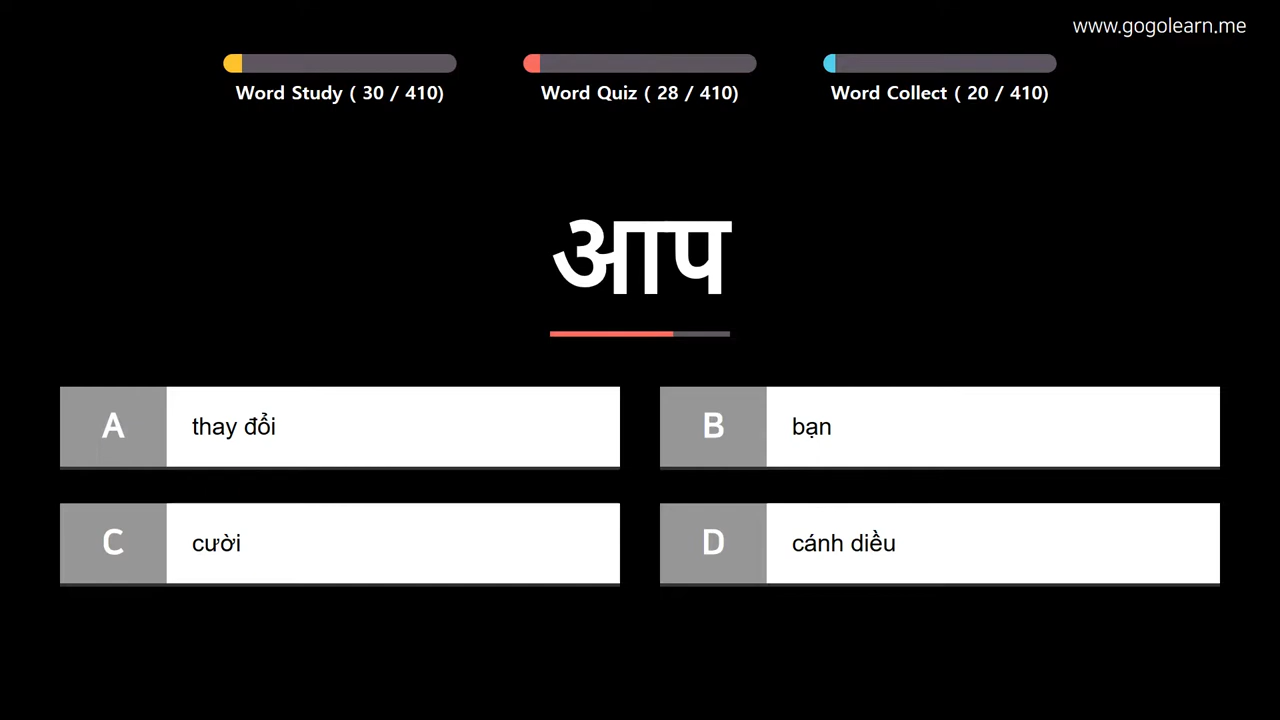 www.gogolearn.me
Word Study ( 30 / 410)
Word Quiz ( 28 / 410)
Word Collect ( 20 / 410)
आप
A thay đổi
B bạn
C cười
D cánh diều